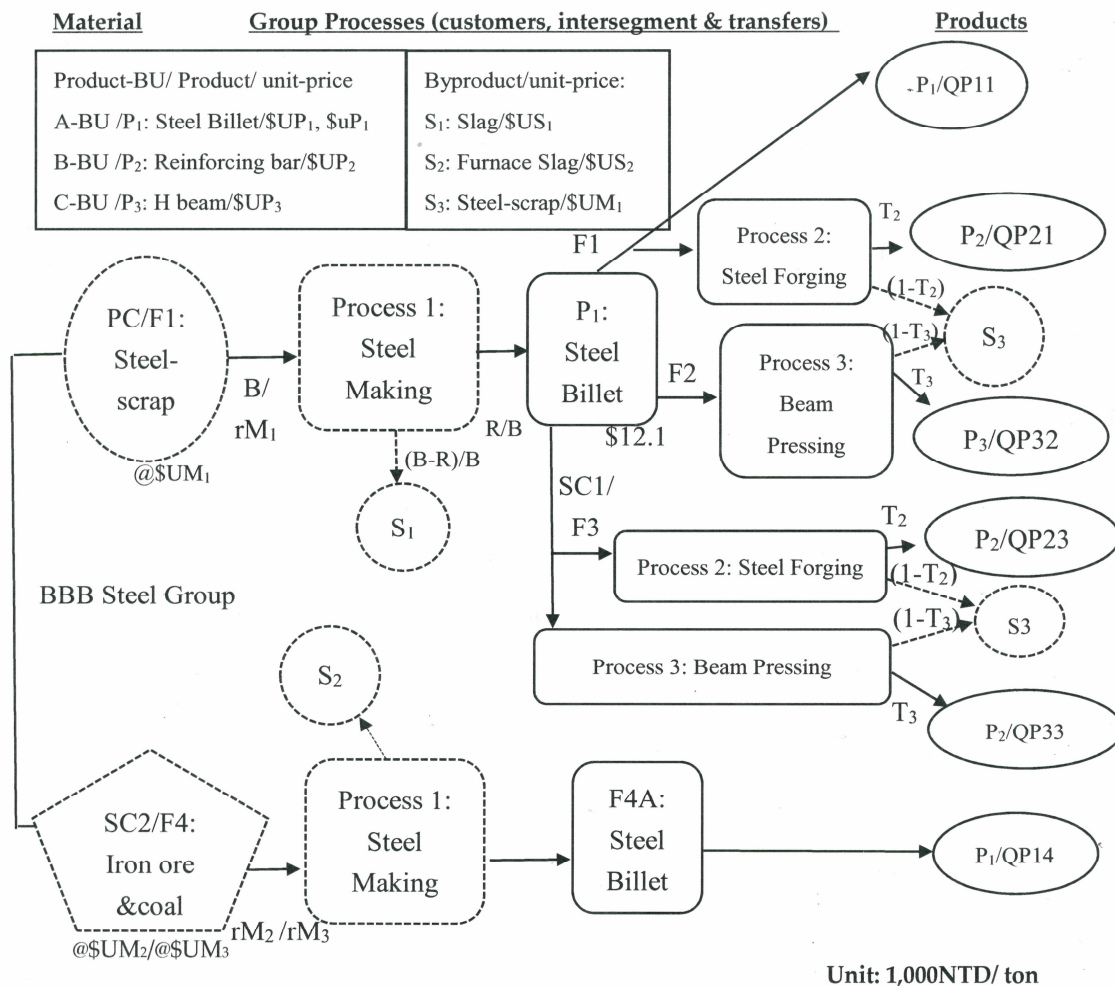 Material Group Processes (customers, intersegment & transfers) Products
Product-BU/ Product/ unit-price
A-BU /P₁: Steel Billet/$UP₁, $uP₁
B-BU /P₂: Reinforcing bar/$UP₂
C-BU /P₃: H beam/$UP₃
Byproduct/unit-price:
S₁: Slag/$US₁
S₂: Furnace Slag/$US₂
S₃: Steel-scrap/$UM₁
P₁/QP11
F1
Process 2:
Steel Forging
T₂
P₂/QP21
(1-T₂)
(1-T₃)
S₃
PC/F1:
Steel-
scrap
@$UM₁
B/
rM₁
Process 1:
Steel
Making
R/B
(B-R)/B
S₁
P₁:
Steel
Billet
$12.1
F2
Process 3:
Beam
Pressing
T₃
P₃/QP32
SC1/
F3
Process 2: Steel Forging
T₂
P₂/QP23
(1-T₂)
(1-T₃)
S3
Process 3: Beam Pressing
T₃
P₂/QP33
BBB Steel Group
S₂
SC2/F4:
Iron ore
&coal
@$UM₂/@$UM₃
rM₂ /rM₃
Process 1:
Steel
Making
F4A:
Steel
Billet
P₁/QP14
Unit: 1,000NTD/ ton